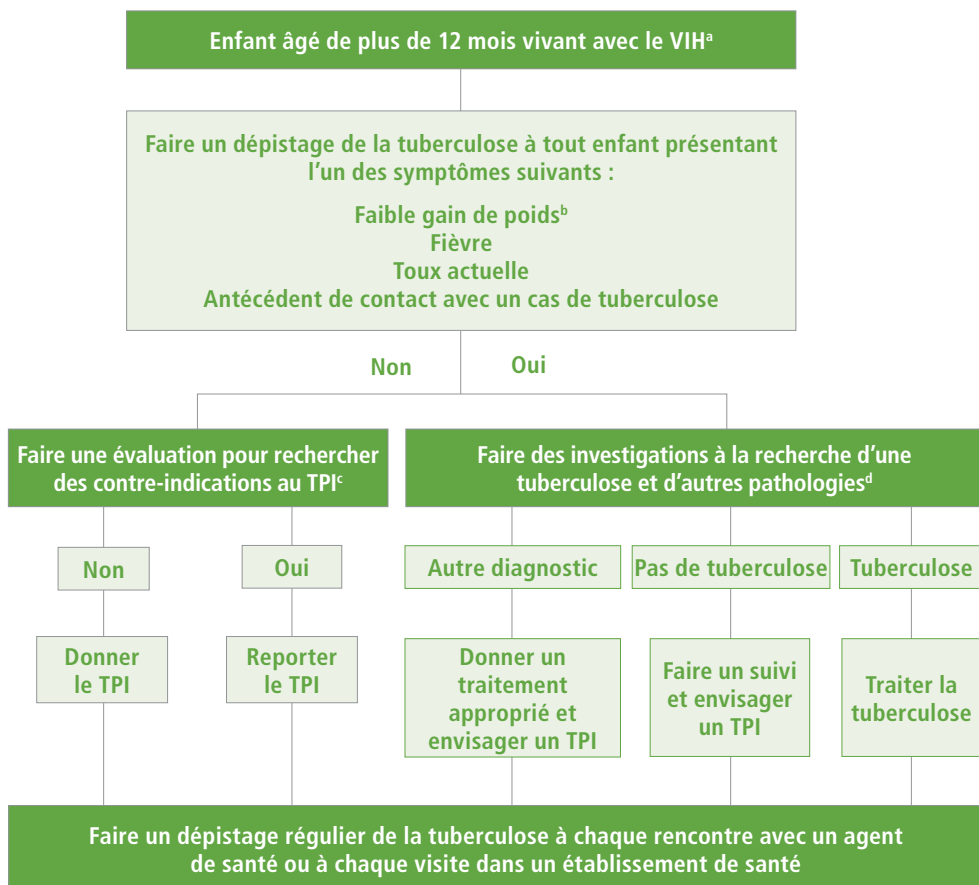 Enfant âgé de plus de 12 mois vivant avec le VIHᵃ
Faire un dépistage de la tuberculose à tout enfant présentant
l'un des symptômes suivants :
Faible gain de poidsᵇ
Fièvre
Toux actuelle
Antécédent de contact avec un cas de tuberculose
Non
Oui
Faire une évaluation pour rechercher
des contre-indications au TPIᶜ
Faire des investigations à la recherche d'une
tuberculose et d'autres pathologiesᵈ
Non
Oui
Autre diagnostic
Pas de tuberculose
Tuberculose
Donner
le TPI
Reporter
le TPI
Donner un
traitement
approprié et
envisager un TPI
Faire un suivi
et envisager
un TPI
Traiter la
tuberculose
Faire un dépistage régulier de la tuberculose à chaque rencontre avec un agent
de santé ou à chaque visite dans un établissement de santé